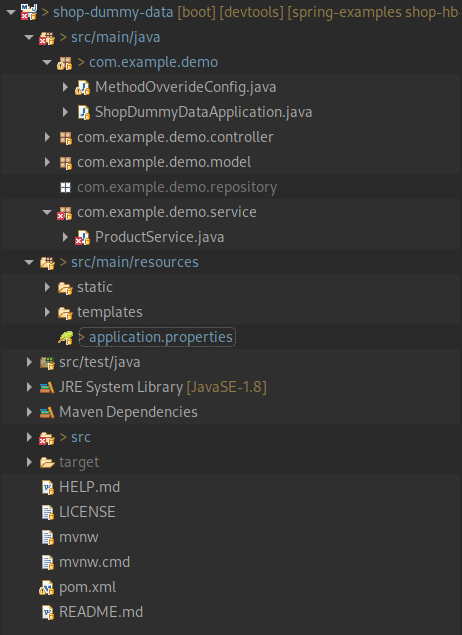 > shop-dummy-data [boot] [devtools] [spring-examples shop-hb
> src/main/java
> com.example.demo
MethodOvverideConfig.java
ShopDummyDataApplication.java
com.example.demo.controller
com.example.demo.model
com.example.demo.repository
com.example.demo.service
ProductService.java
> src/main/resources
static
templates
> application.properties
src/test/java
JRE System Library [JavaSE-1.8]
Maven Dependencies
> src
target
HELP.md
LICENSE
mvnw
mvnw.cmd
pom.xml
README.md